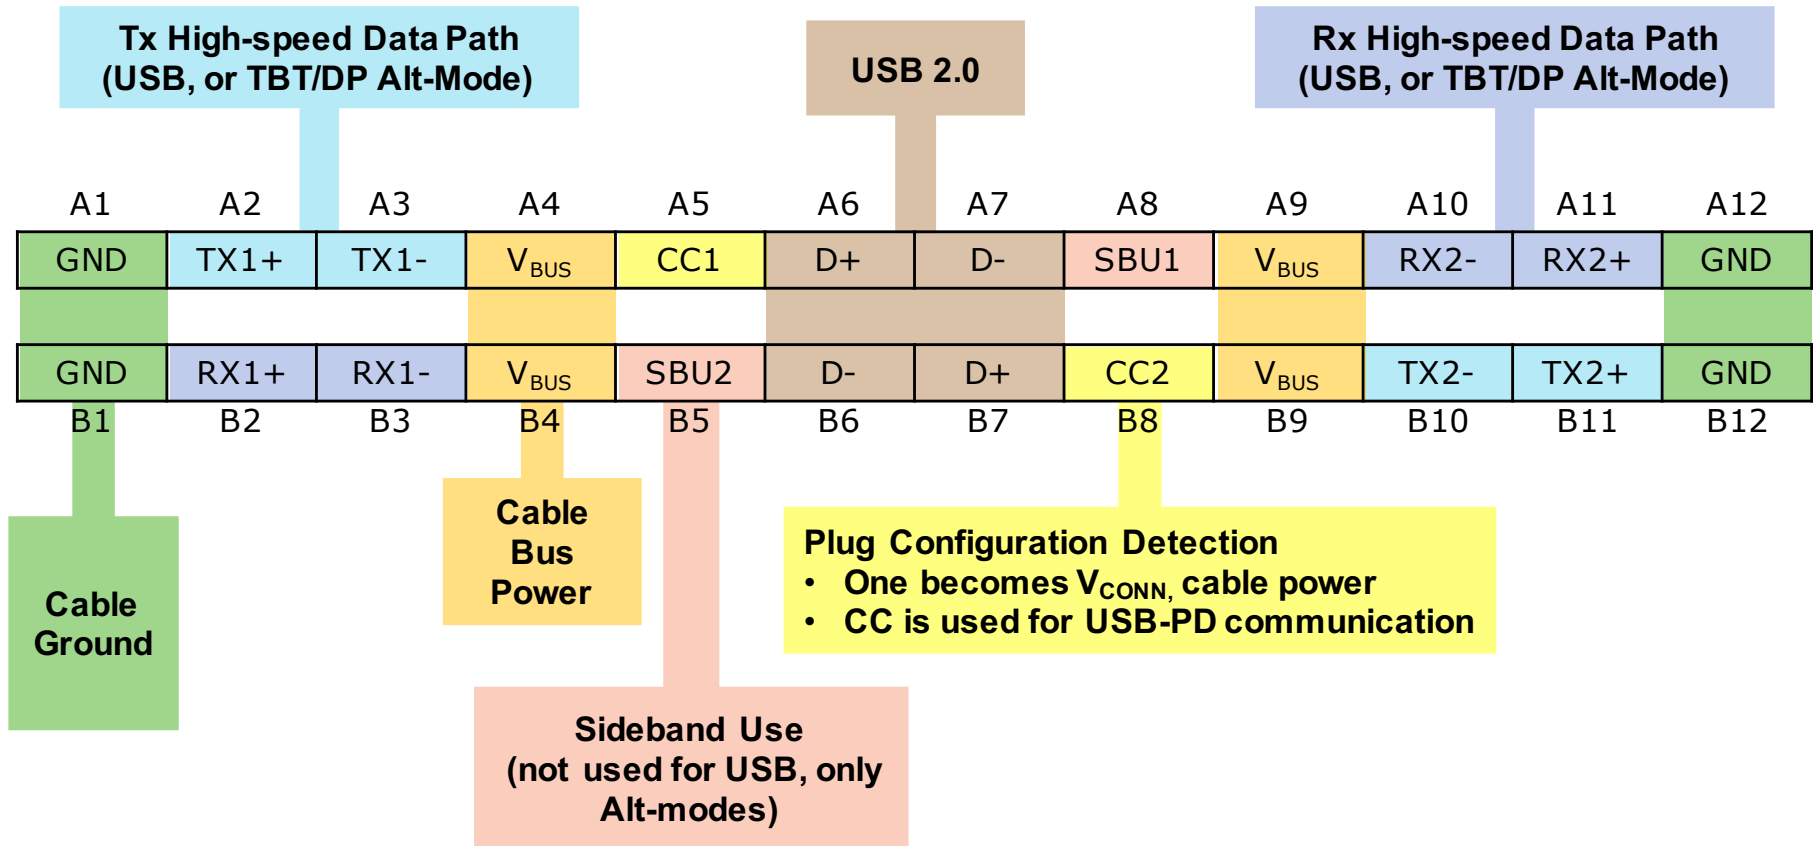 Tx High-speed Data Path
(USB, or TBT/DP Alt-Mode)
USB 2.0
Rx High-speed Data Path
(USB, or TBT/DP Alt-Mode)
A1 A2 A3 A4 A5 A6 A7 A8 A9 A10 A11 A12
GND TX1+ TX1- VBUS CC1 D+ D- SBU1 VBUS RX2- RX2+ GND
GND RX1+ RX1- VBUS SBU2 D- D+ CC2 VBUS TX2- TX2+ GND
B1 B2 B3 B4 B5 B6 B7 B8 B9 B10 B11 B12
Cable
Ground
Cable
Bus
Power
Plug Configuration Detection
• One becomes VCONN, cable power
• CC is used for USB-PD communication
Sideband Use
(not used for USB, only
Alt-modes)